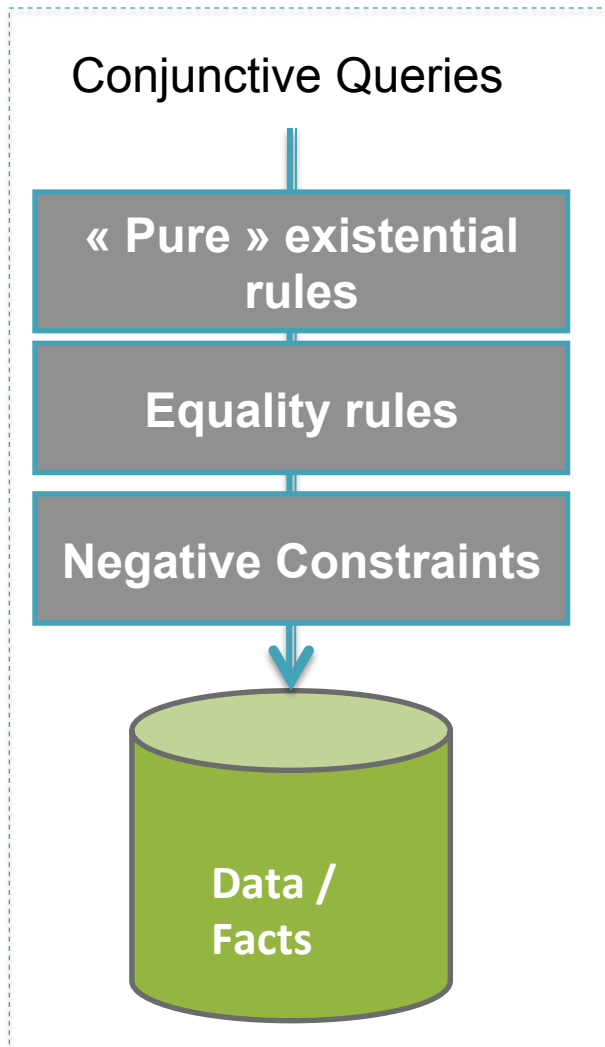 Conjunctive Queries
« Pure » existential
rules
Equality rules
Negative Constraints
Data /
Facts